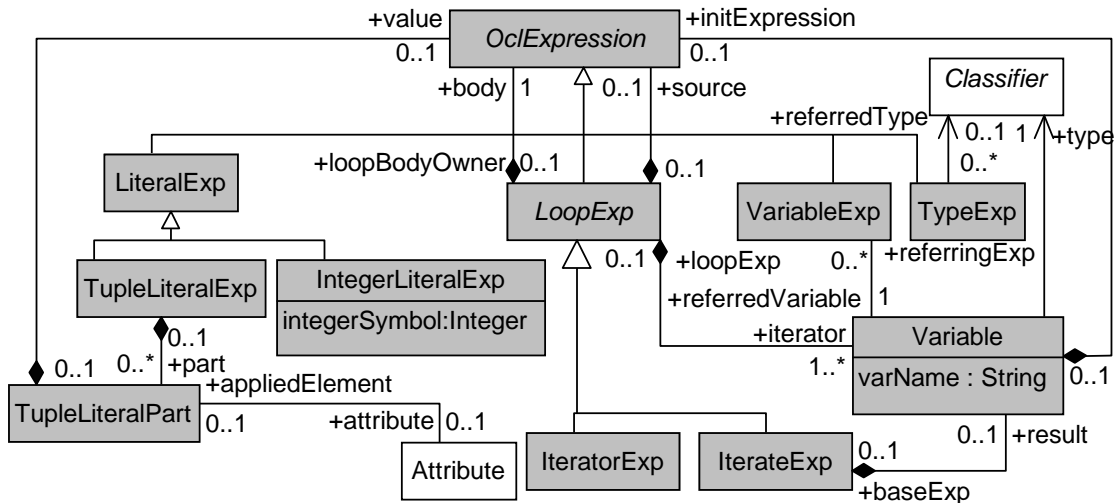 +value
+initExpression
OclExpression
0..1
0..1
+body
1
0..1
+source
Classifier
+referredType
0..1
1
+type
+loopBodyOwner
0..1
0..1
0..*
LiteralExp
LoopExp
VariableExp
TypeExp
0..1
+loopExp
0..*
+referringExp
TupleLiteralExp
IntegerLiteralExp
integerSymbol:Integer
+referredVariable
1
0..1
+iterator
Variable
0..*
+part
1..*
0..1
0..1
+appliedElement
varName : String
TupleLiteralPart
0..1
+attribute
0..1
0..1
+result
Attribute
IteratorExp
IterateExp
0..1
+baseExp